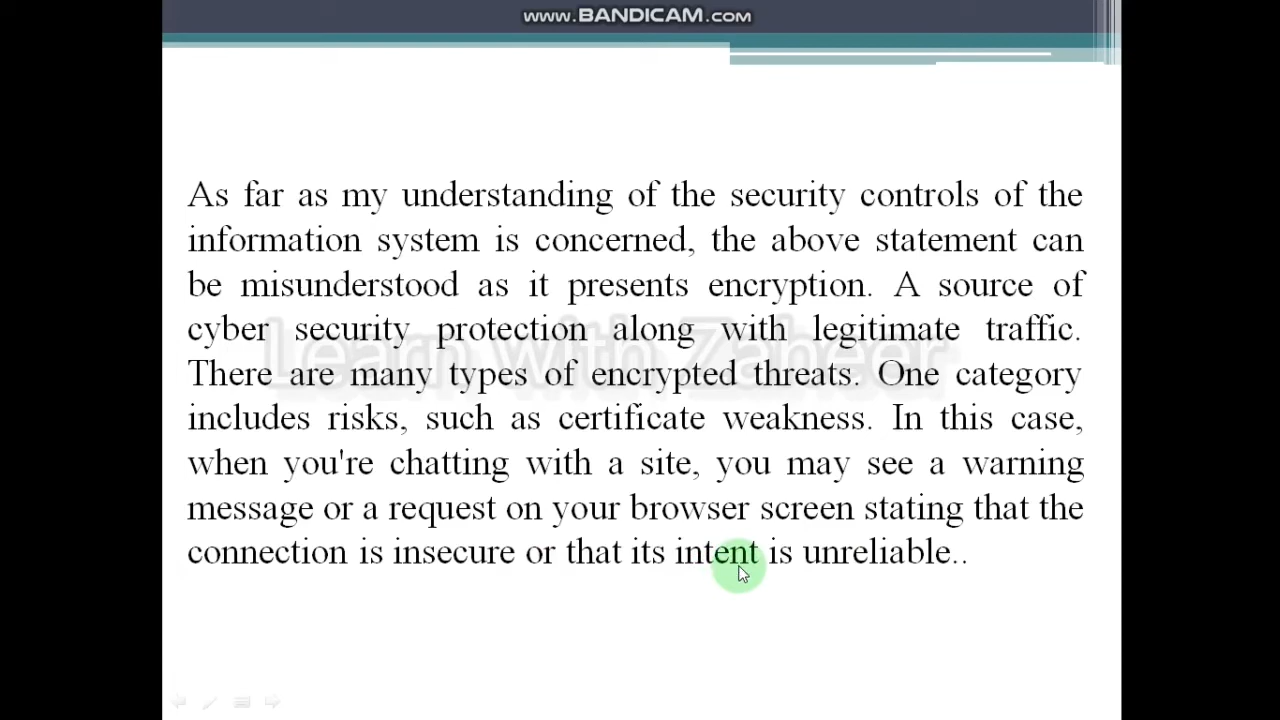 www.BANDICAM.com
As far as my understanding of the security controls of the
information system is concerned, the above statement can
be misunderstood as it presents encryption. A source of
cyber security protection along with legitimate traffic.
Learn with Zaheer
There are many types of encrypted threats. One category
includes risks, such as certificate weakness. In this case,
when you're chatting with a site, you may see a warning
message or a request on your browser screen stating that the
connection is insecure or that its intent is unreliable..